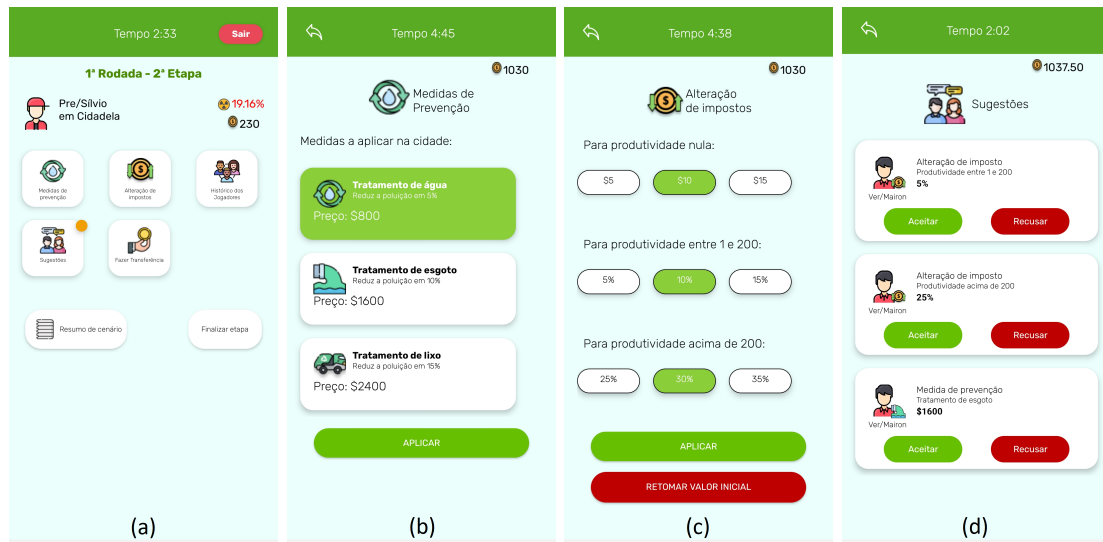 Tempo 2:33
Sair
1ª Rodada - 2ª Etapa
Pre/Sílvio
em Cidadela
19.16%
230
Medidas de
prevenção
Alteração de
impostos
Histórico dos
Jogadores
Sugestões
Fazer Transferência
Resumo de cenário
Finalizar etapa
(a)
Tempo 4:45
1030
Medidas de
Prevenção
Medidas a aplicar na cidade:
Tratamento de água
Reduz a poluição em 5%
Preço: $800
Tratamento de esgoto
Reduz a poluição em 10%
Preço: $1600
Tratamento de lixo
Reduz a poluição em 15%
Preço: $2400
APLICAR
(b)
Tempo 4:38
1030
Alteração
de impostos
Para produtividade nula:
$5
$10
$15
Para produtividade entre 1 e 200:
5%
10%
15%
Para produtividade acima de 200:
25%
30%
35%
APLICAR
RETOMAR VALOR INICIAL
(c)
Tempo 2:02
1037.50
Sugestões
Alteração de imposto
Produtividade entre 1 e 200
5%
Ver/Mairon
Aceitar
Recusar
Alteração de imposto
Produtividade acima de 200
25%
Ver/Mairon
Aceitar
Recusar
Medida de prevenção
Tratamento de esgoto
$1600
Ver/Mairon
Aceitar
Recusar
(d)